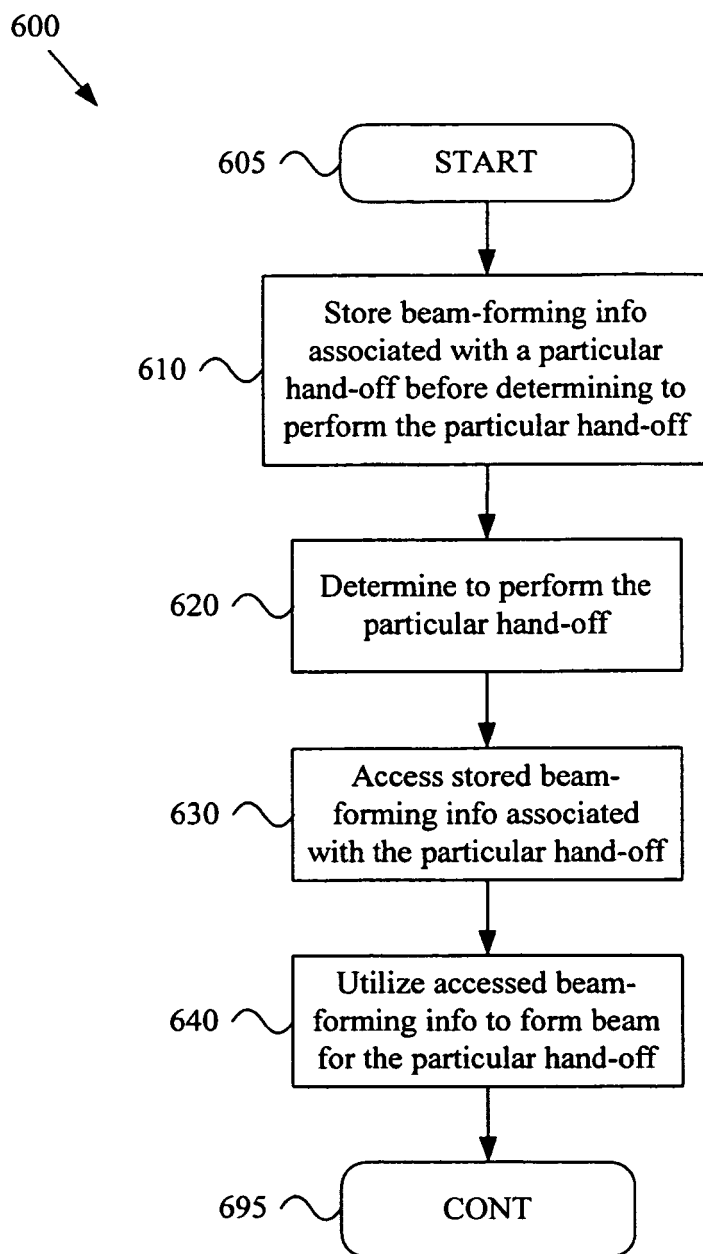 600
605
START
610
Store beam-forming info
associated with a particular
hand-off before determining to
perform the particular hand-off
620
Determine to perform the
particular hand-off
630
Access stored beam-
forming info associated
with the particular hand-off
640
Utilize accessed beam-
forming info to form beam
for the particular hand-off
695
CONT